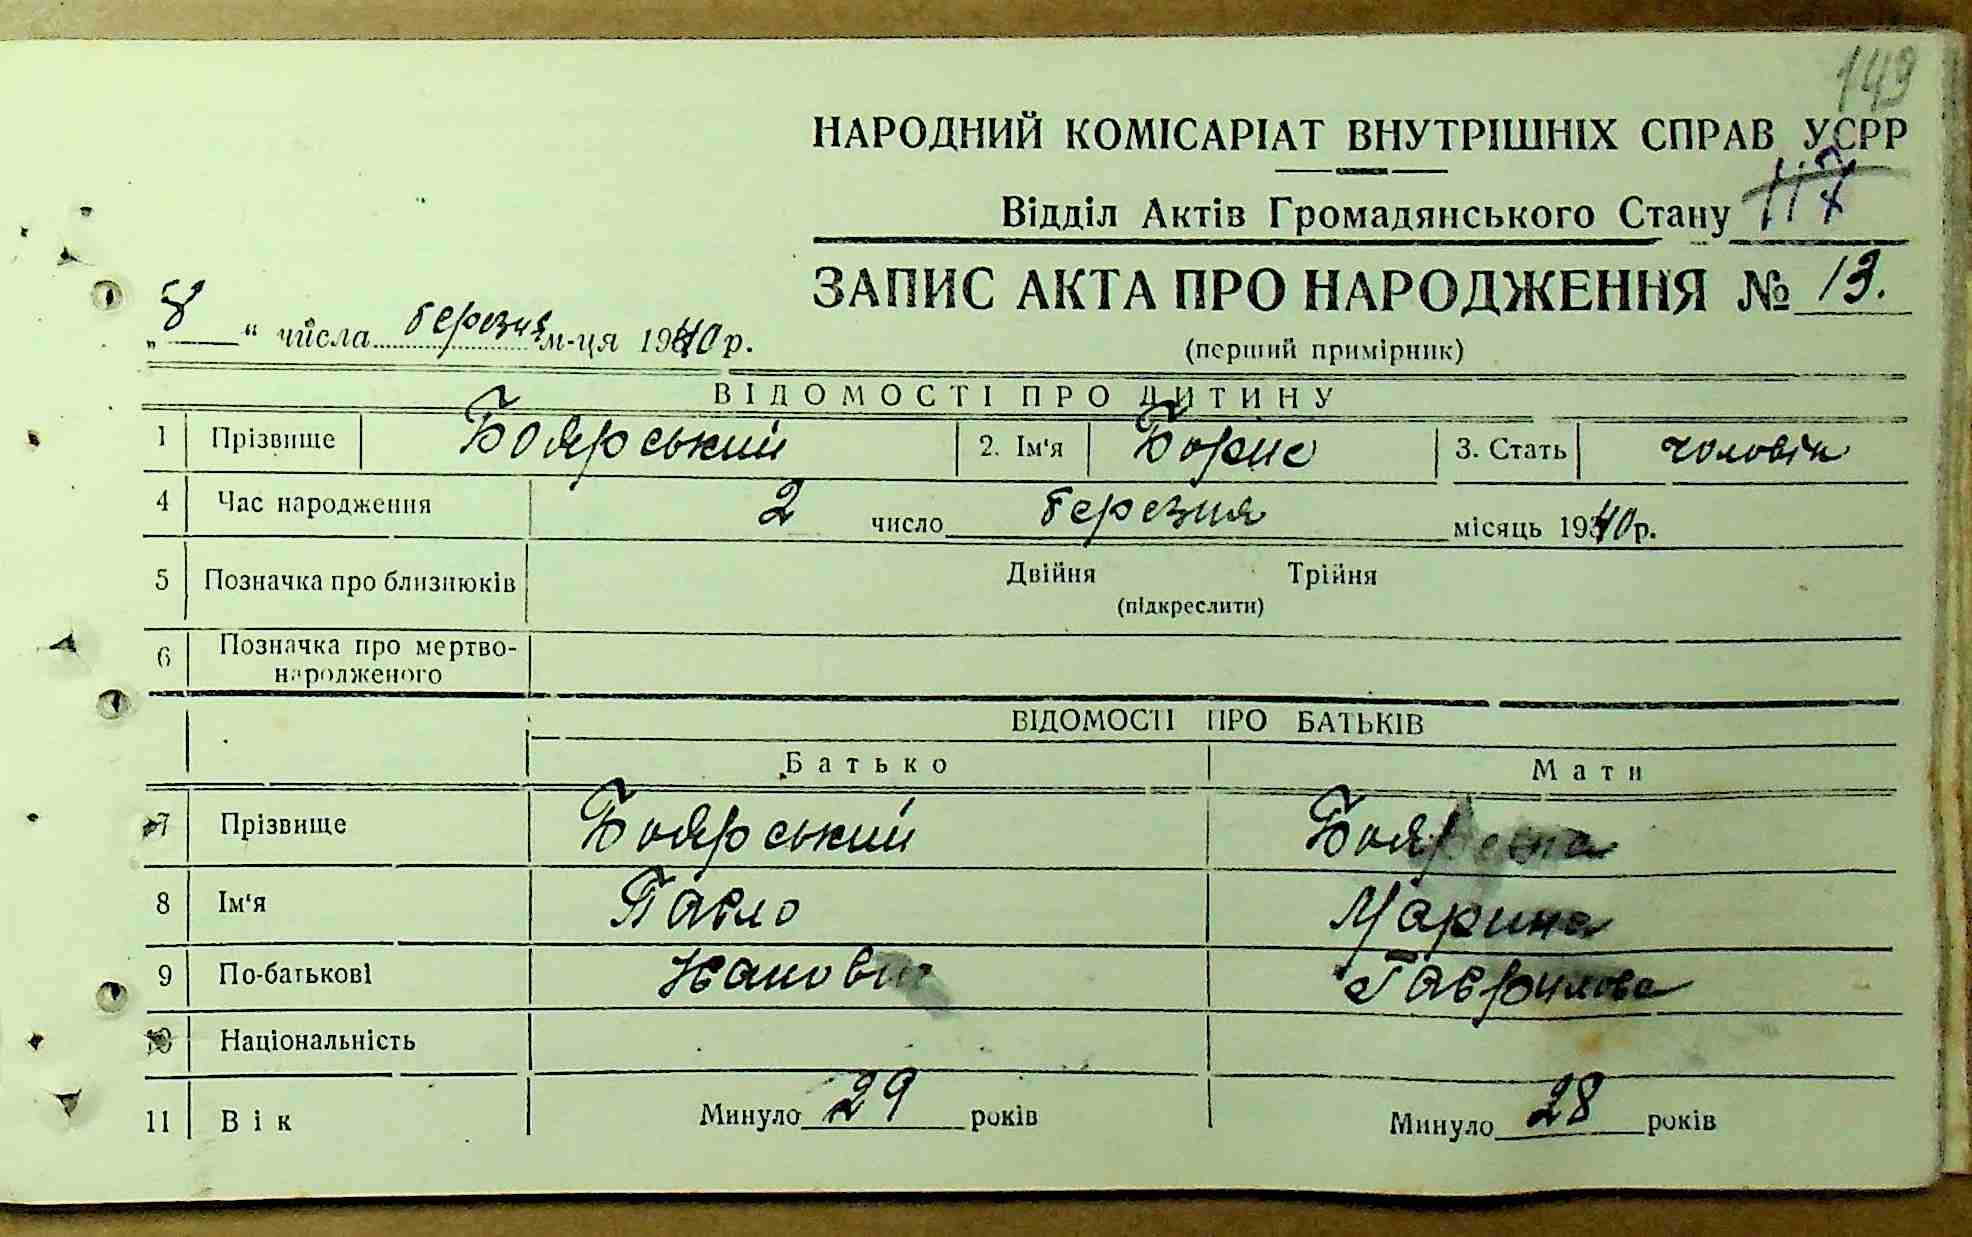 149
НАРОДНИЙ КОМІСАРІАТ ВНУТРІШНІХ СПРАВ УСРР
Відділ Актів Громадянського Стану
ЗАПИС АКТА ПРО НАРОДЖЕННЯ № 13.
„8“ числа березня м-ця 1940 р.
(перший примірник)
ВІДОМОСТІ ПРО ДИТИНУ
1 Прізвище Боярський 2. Ім‘я Борис 3. Стать чоловік
4 Час народження 2 число березня місяць 1940 р.
5 Позначка про близнюків Двійня Трійня
(підкреслити)
6 Позначка про мертво-
народженого
ВІДОМОСТІ ПРО БАТЬКІВ
Батько Мати
7 Прізвище Боярський
8 Ім‘я Павло Марина
9 По-батькові Гаврилова
10 Національність
11 Вік Минуло 29 років Минуло 28 років